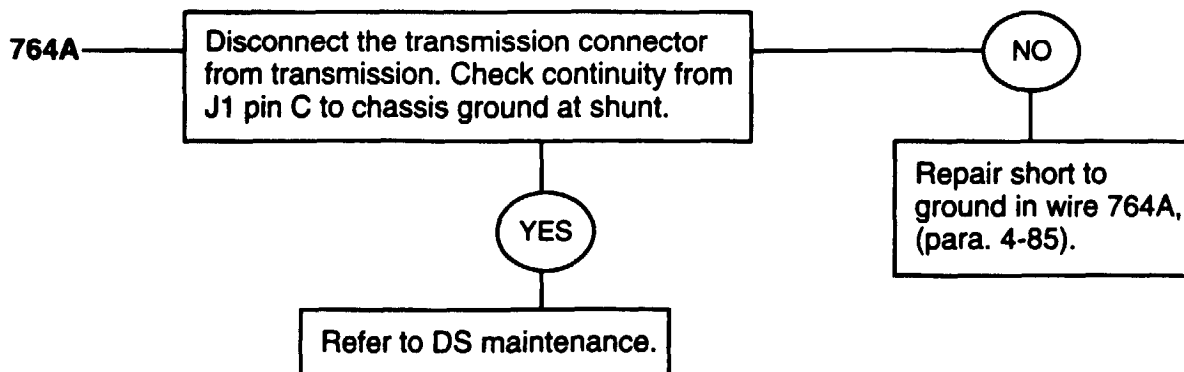 764A
Disconnect the transmission connector
from transmission. Check continuity from
J1 pin C to chassis ground at shunt.
NO
Repair short to
ground in wire 764A,
(para. 4-85).
YES
Refer to DS maintenance.